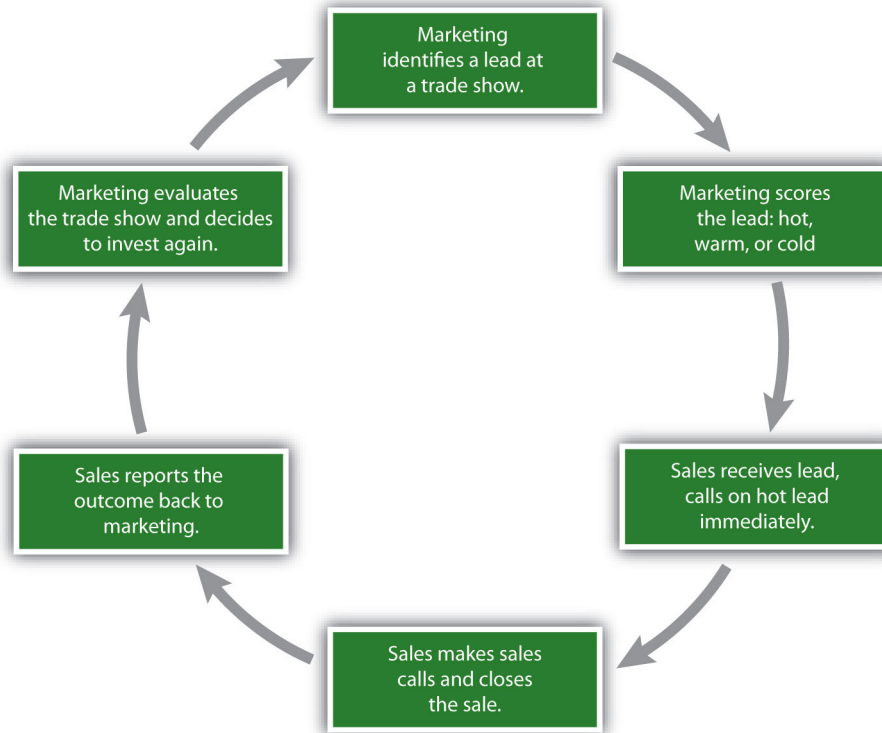 Marketing
identifies a lead at
a trade show.
Marketing scores
the lead: hot,
warm, or cold
Sales receives lead,
calls on hot lead
immediately.
Sales makes sales
calls and closes
the sale.
Sales reports the
outcome back to
marketing.
Marketing evaluates
the trade show and decides
to invest again.